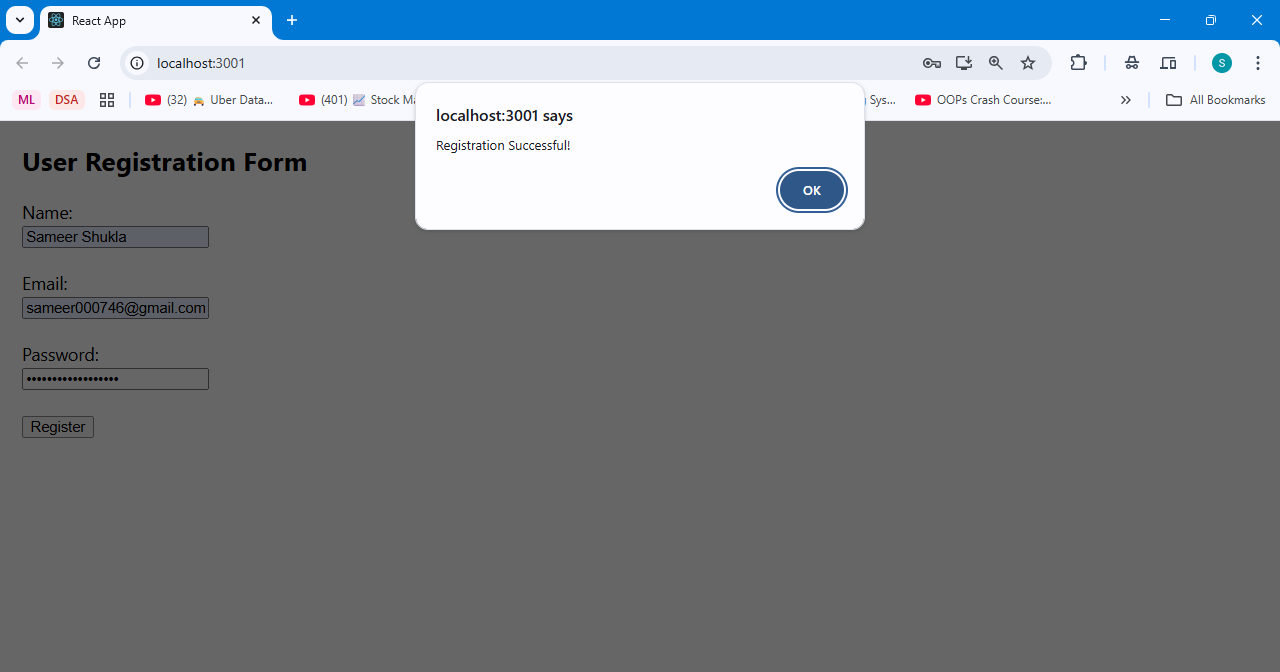 React App
localhost:3001
ML DSA (32) Uber Data... (401) Stock Ma Sys... OOPs Crash Course:... All Bookmarks
localhost:3001 says
Registration Successful!
OK
User Registration Form
Name:
Sameer Shukla
Email:
sameer000746@gmail.com
Password:
••••••••••••••••••
Register
S